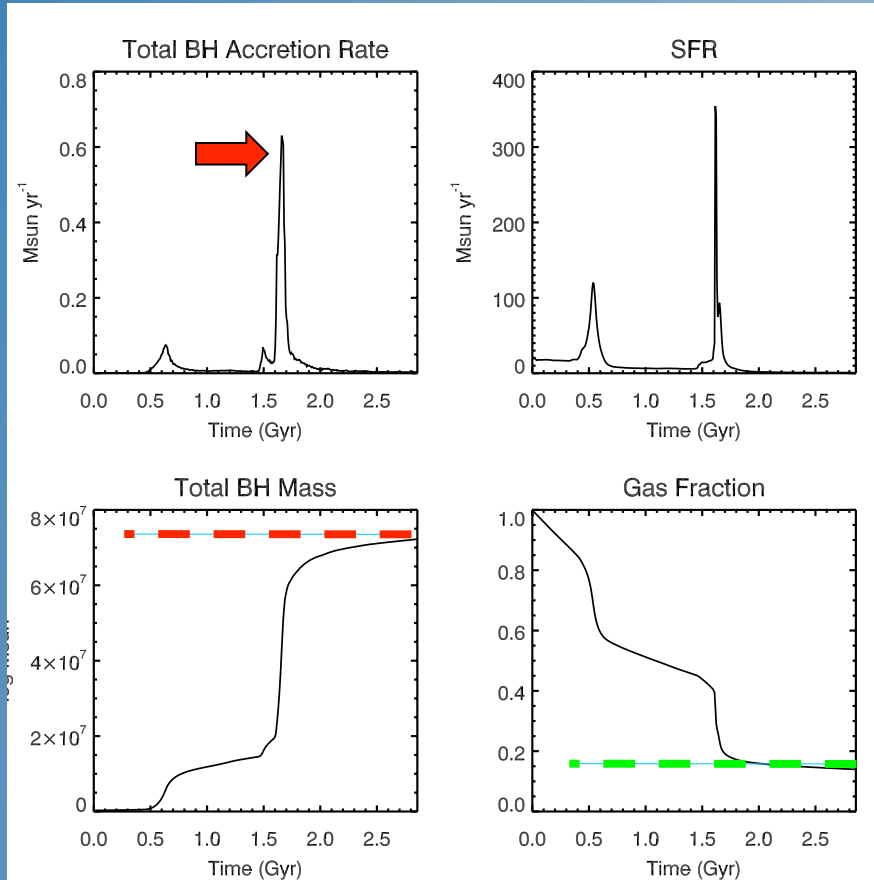 Total BH Accretion Rate
0.8
0.6
0.4
0.2
0.0
Msun yr-1
0.0 0.5 1.0 1.5 2.0 2.5
Time (Gyr)
SFR
400
300
200
100
0
Msun yr-1
0.0 0.5 1.0 1.5 2.0 2.5
Time (Gyr)
Total BH Mass
8×10⁷
6×10⁷
4×10⁷
2×10⁷
0
0.0 0.5 1.0 1.5 2.0 2.5
Time (Gyr)
Gas Fraction
1.0
0.8
0.6
0.4
0.2
0.0
0.0 0.5 1.0 1.5 2.0 2.5
Time (Gyr)